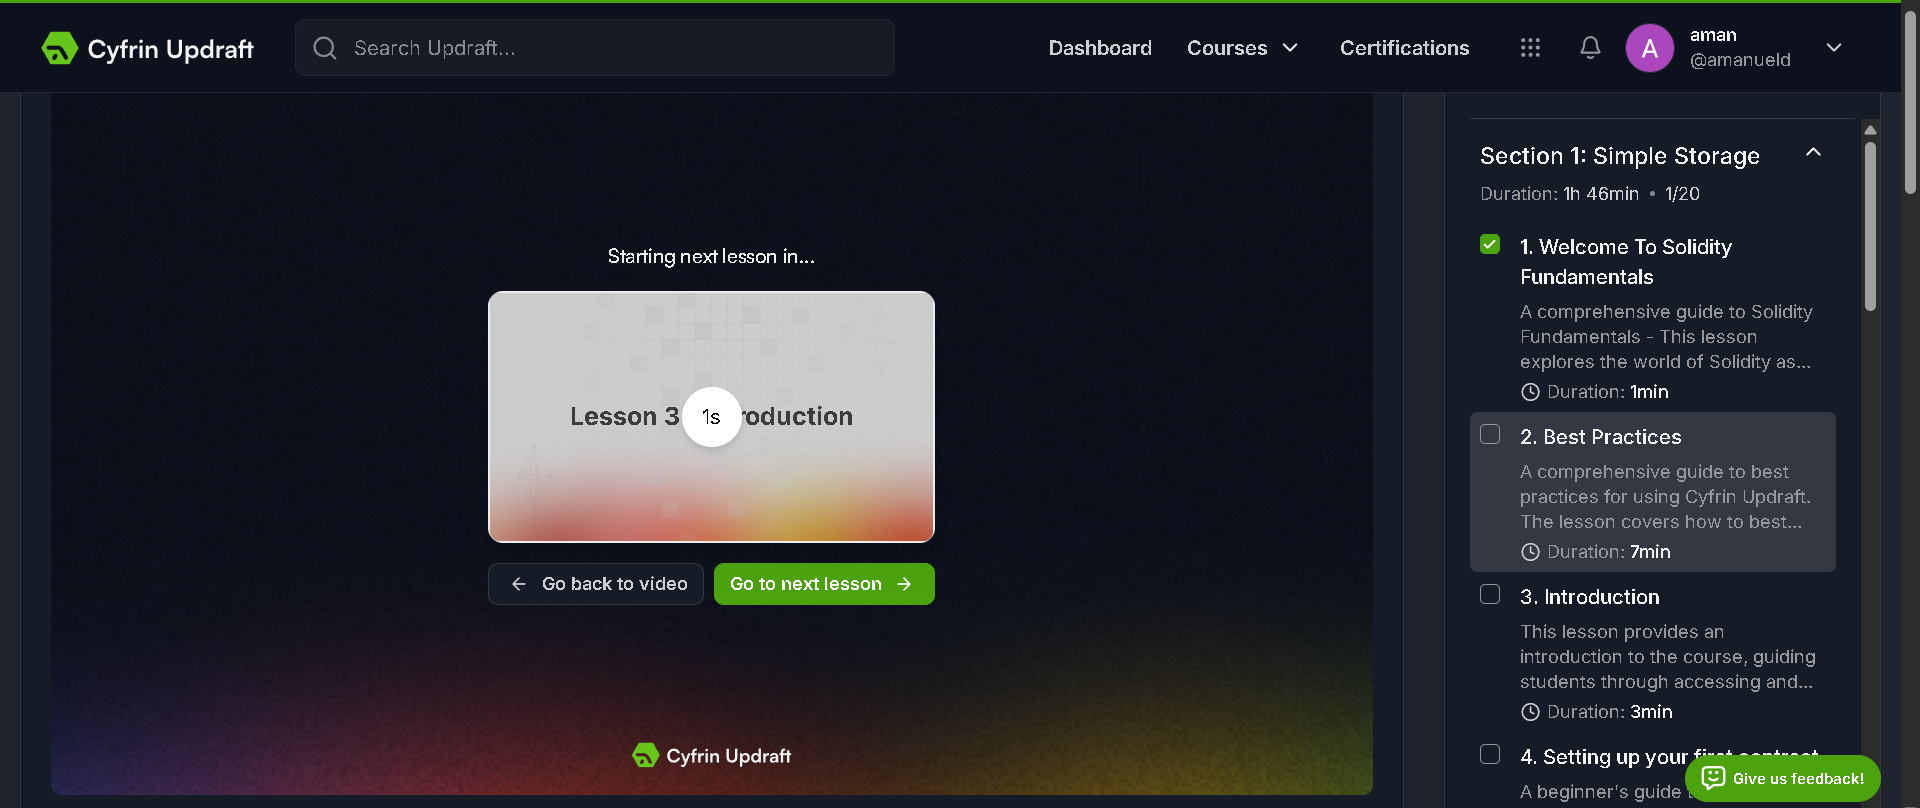 Cyfrin Updraft
Search Updraft...
Dashboard
Courses
Certifications
A
aman
@amanueld
Starting next lesson in...
Lesson 3
1s
Go back to video
Go to next lesson
Cyfrin Updraft
Section 1: Simple Storage
Duration: 1h 46min • 1/20
1. Welcome To Solidity
Fundamentals
A comprehensive guide to Solidity
Fundamentals - This lesson
explores the world of Solidity as...
Duration: 1min
2. Best Practices
A comprehensive guide to best
practices for using Cyfrin Updraft.
The lesson covers how to best...
Duration: 7min
3. Introduction
This lesson provides an
introduction to the course, guiding
students through accessing and...
Duration: 3min
4. Setting up your first contract
A beginner's guide
Give us feedback!